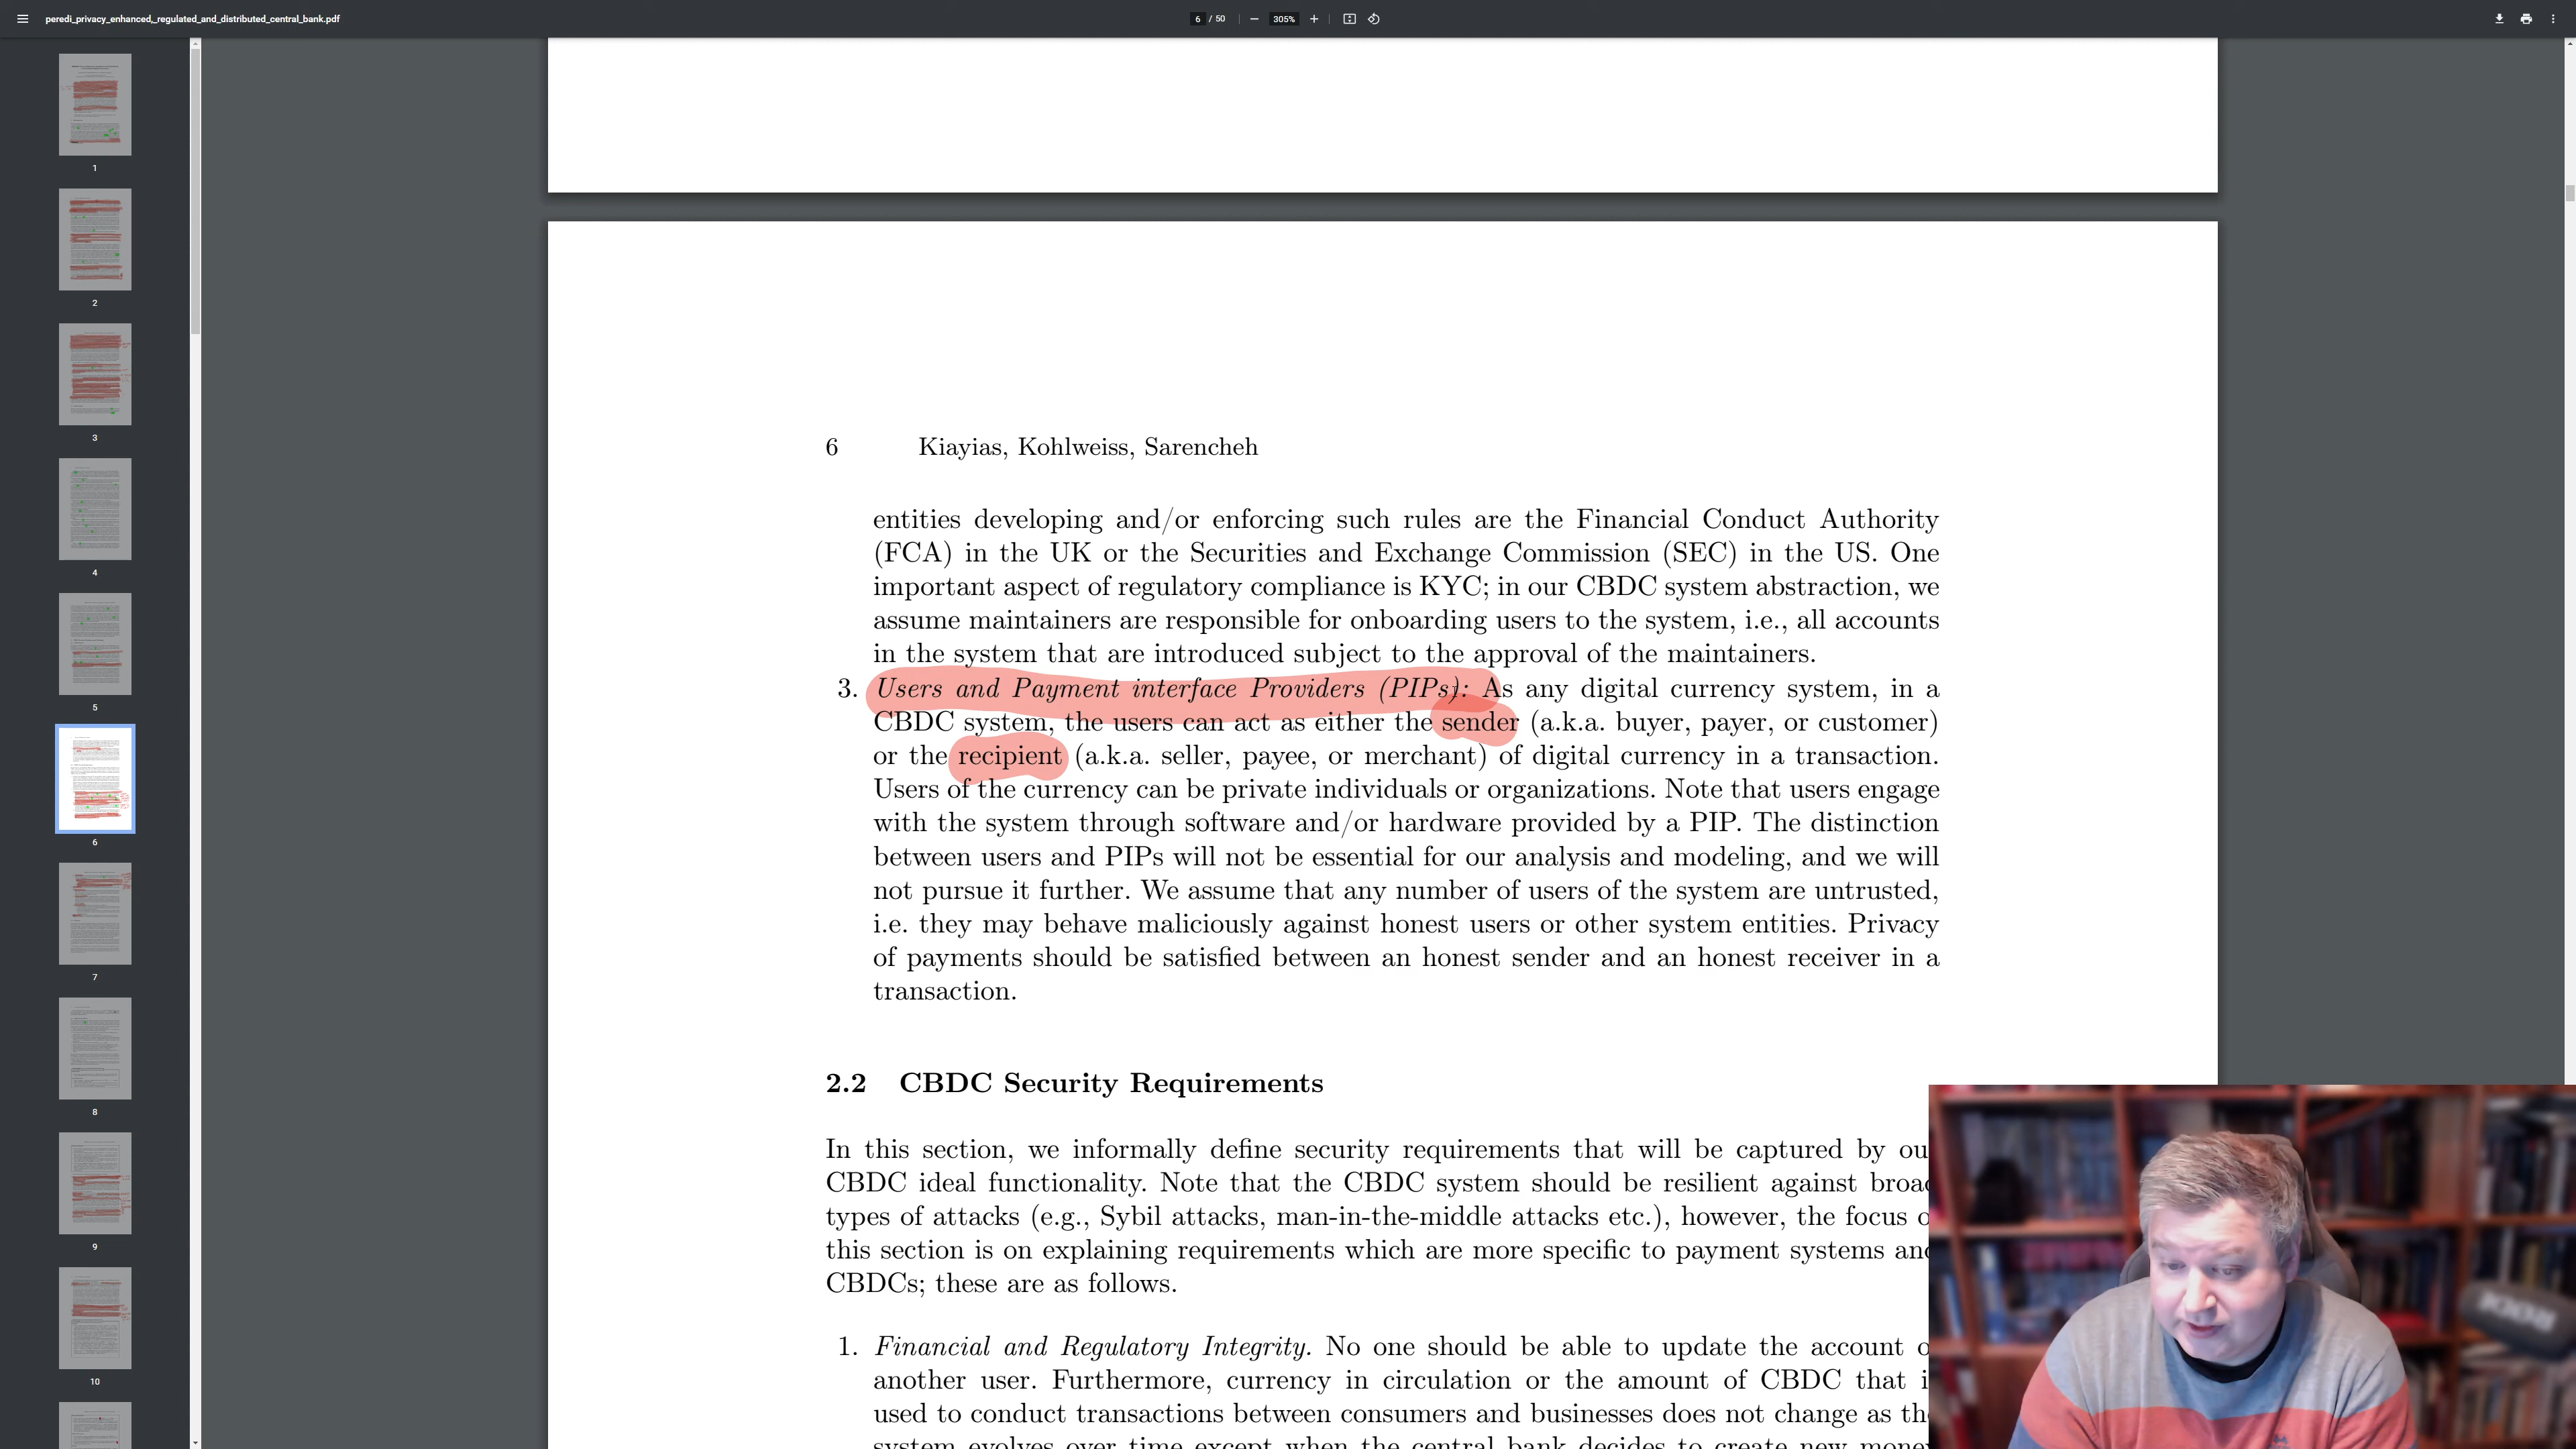 peredi_privacy_enhanced,_regulated_and_distributed_central_bank.pdf
6 / 50
305%
1
2
3
4
5
6
7
8
9
10
6 Kiayias, Kohlweiss, Sarencheh
entities developing and/or enforcing such rules are the Financial Conduct Authority
(FCA) in the UK or the Securities and Exchange Commission (SEC) in the US. One
important aspect of regulatory compliance is KYC; in our CBDC system abstraction, we
assume maintainers are responsible for onboarding users to the system, i.e., all accounts
in the system that are introduced subject to the approval of the maintainers.
3. Users and Payment interface Providers (PIPs): As any digital currency system, in a
CBDC system, the users can act as either the sender (a.k.a. buyer, payer, or customer)
or the recipient (a.k.a. seller, payee, or merchant) of digital currency in a transaction.
Users of the currency can be private individuals or organizations. Note that users engage
with the system through software and/or hardware provided by a PIP. The distinction
between users and PIPs will not be essential for our analysis and modeling, and we will
not pursue it further. We assume that any number of users of the system are untrusted,
i.e. they may behave maliciously against honest users or other system entities. Privacy
of payments should be satisfied between an honest sender and an honest receiver in a
transaction.
2.2 CBDC Security Requirements
In this section, we informally define security requirements that will be captured by ou
CBDC ideal functionality. Note that the CBDC system should be resilient against broa
types of attacks (e.g., Sybil attacks, man-in-the-middle attacks etc.), however, the focus o
this section is on explaining requirements which are more specific to payment systems an
CBDCs; these are as follows.
1. Financial and Regulatory Integrity. No one should be able to update the account o
another user. Furthermore, currency in circulation or the amount of CBDC that i
used to conduct transactions between consumers and businesses does not change as th
system evolves over time except when the central bank decides to create new money